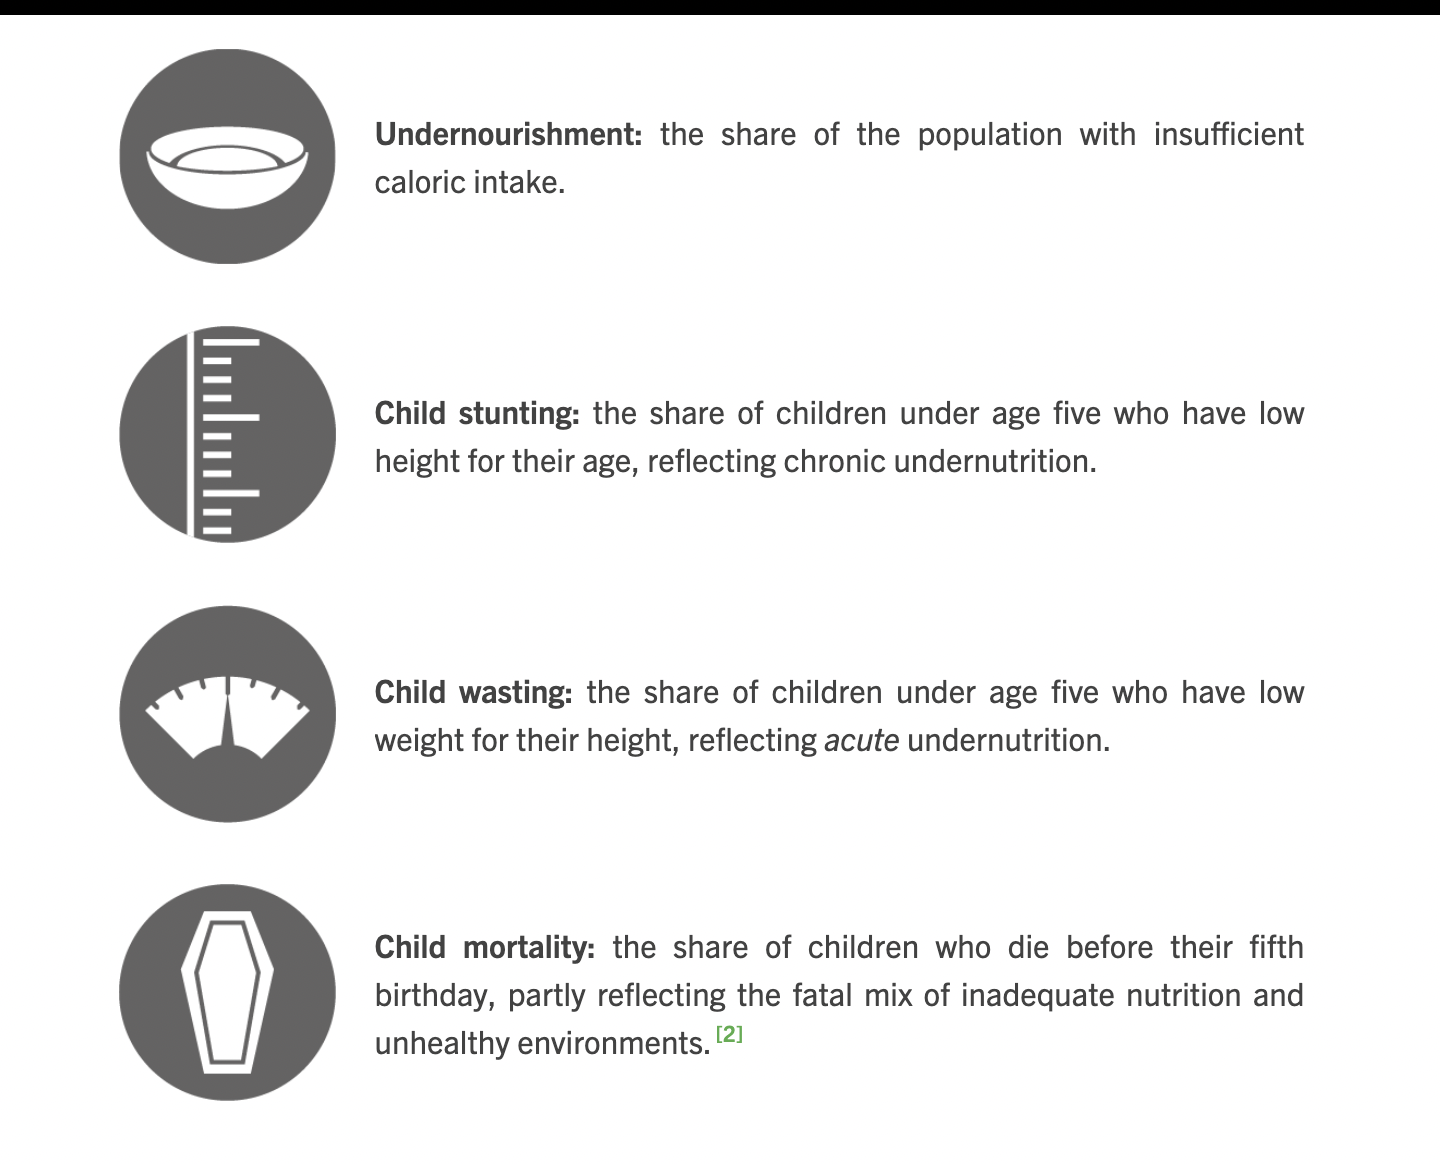 Undernourishment: the share of the population with insufficient
caloric intake.
Child stunting: the share of children under age five who have low
height for their age, reflecting chronic undernutrition.
Child wasting: the share of children under age five who have low
weight for their height, reflecting acute undernutrition.
Child mortality: the share of children who die before their fifth
birthday, partly reflecting the fatal mix of inadequate nutrition and
unhealthy environments. [2]